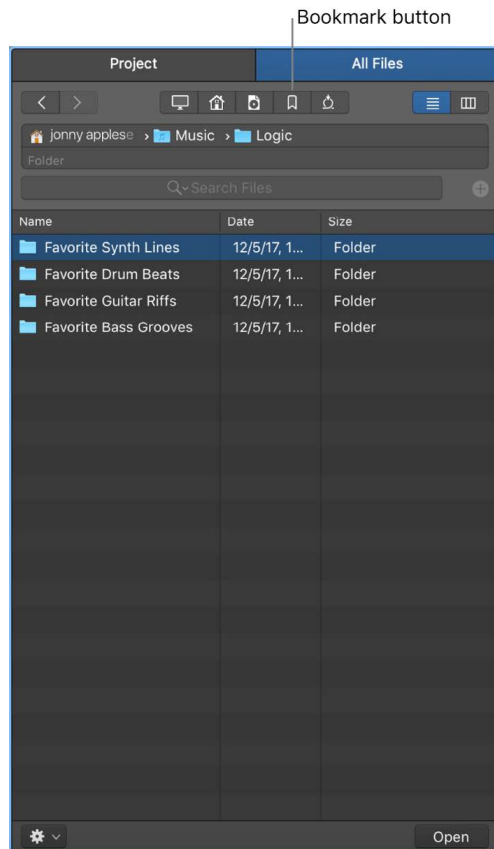 Bookmark button
Project All Files
jonny applese › Music › Logic
Folder
Search Files
Name Date Size
Favorite Synth Lines 12/5/17, 1... Folder
Favorite Drum Beats 12/5/17, 1... Folder
Favorite Guitar Riffs 12/5/17, 1... Folder
Favorite Bass Grooves 12/5/17, 1... Folder
Open